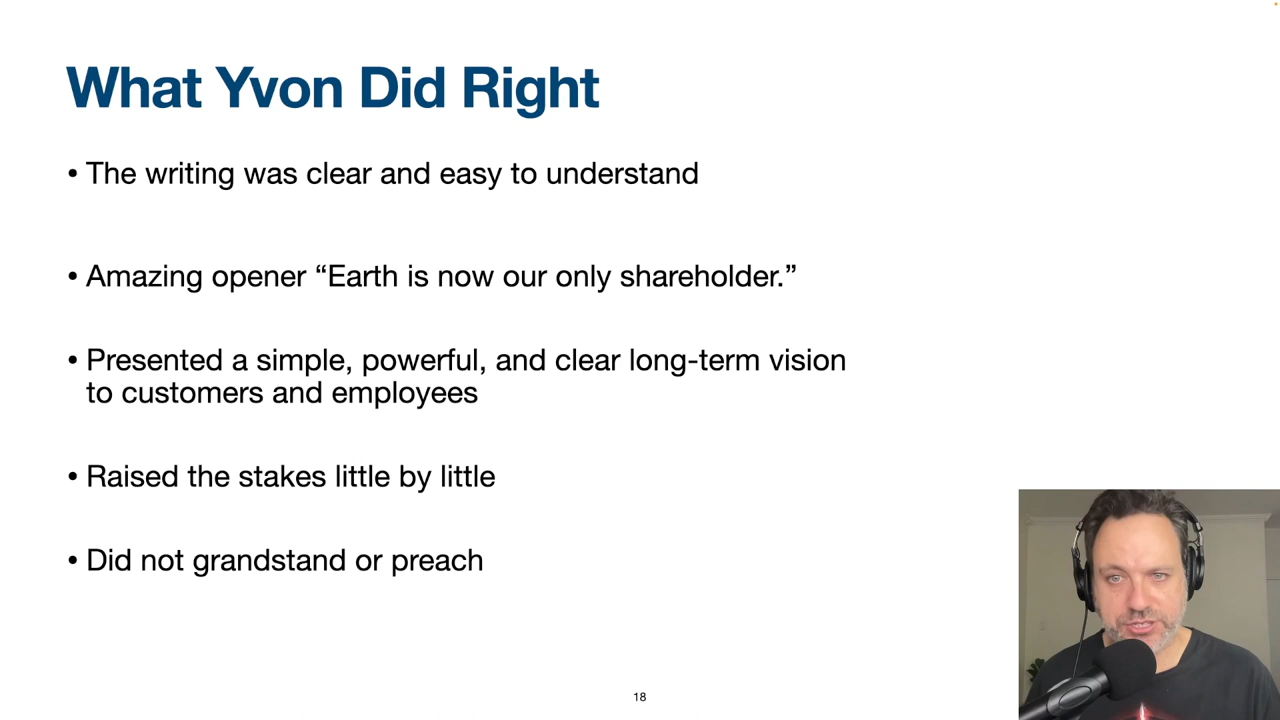 What Yvon Did Right
• The writing was clear and easy to understand
• Amazing opener “Earth is now our only shareholder.”
• Presented a simple, powerful, and clear long-term vision
to customers and employees
• Raised the stakes little by little
• Did not grandstand or preach
18